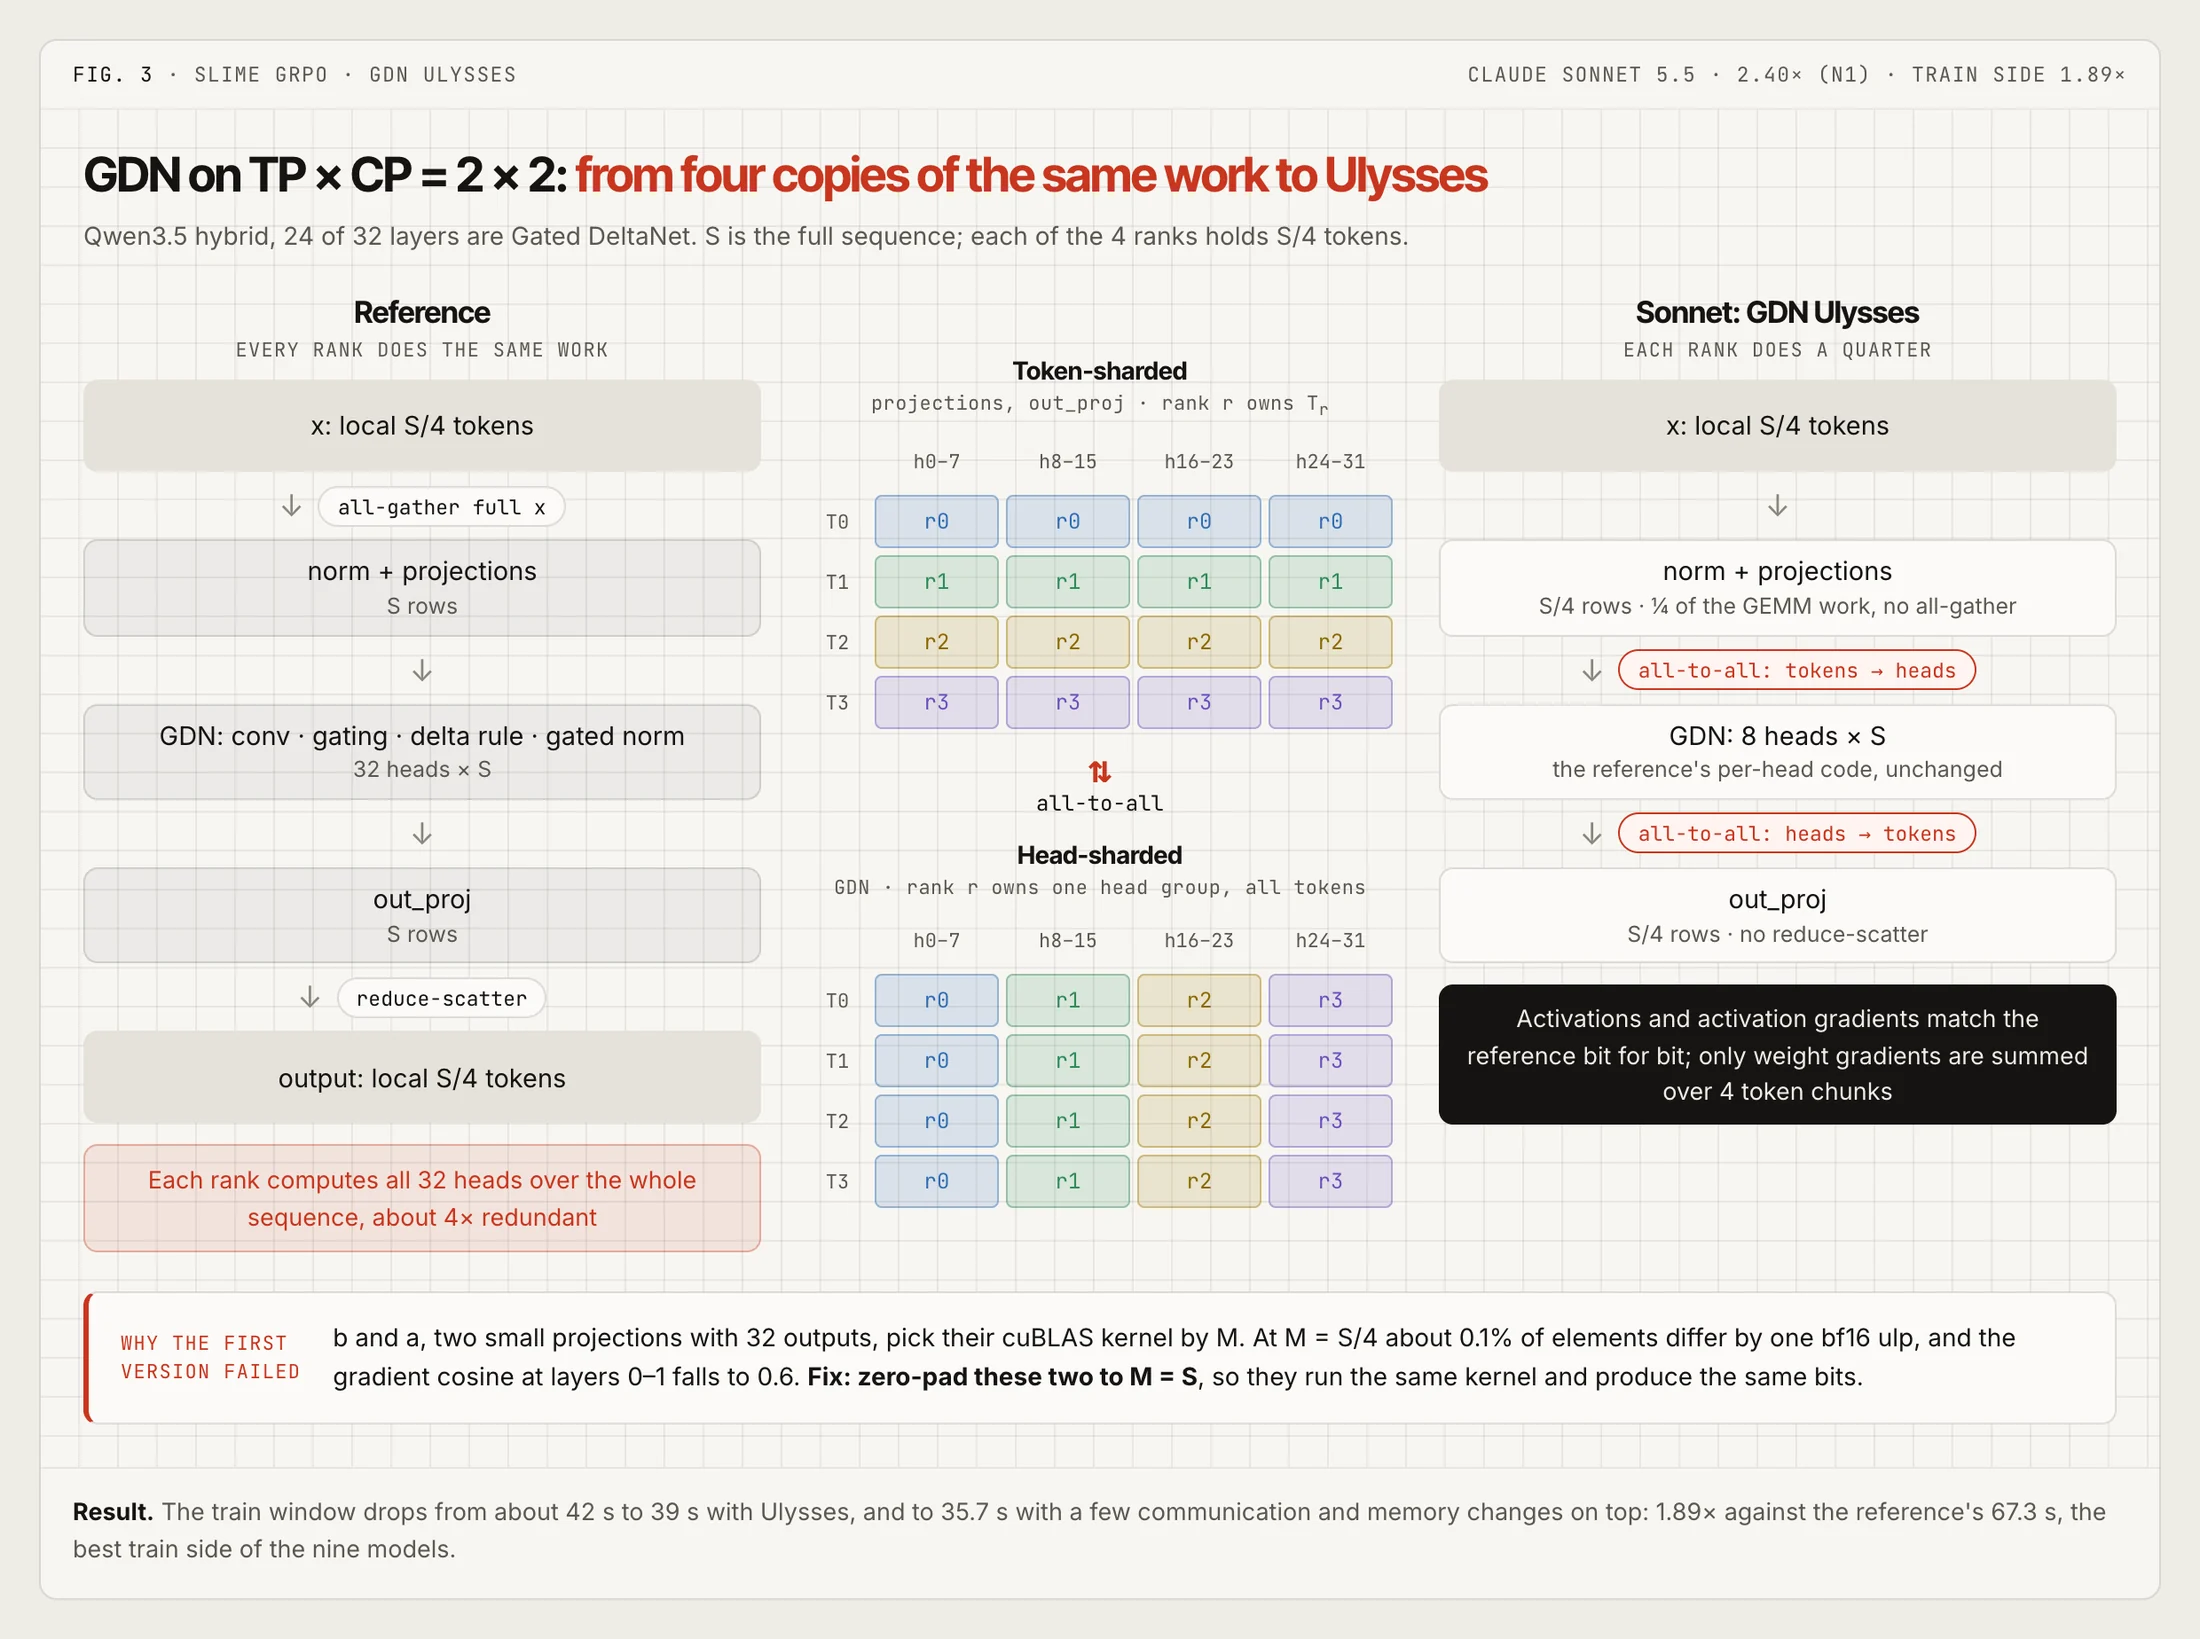 FIG. 3 · SLIME GRPO · GDN ULYSSES
CLAUDE SONNET 5.5 · 2.40× (N1) · TRAIN SIDE 1.89×
GDN on TP × CP = 2 × 2: from four copies of the same work to Ulysses
Qwen3.5 hybrid, 24 of 32 layers are Gated DeltaNet. S is the full sequence; each of the 4 ranks holds S/4 tokens.
Reference
EVERY RANK DOES THE SAME WORK
x: local S/4 tokens
↓ all-gather full x
norm + projections
S rows
↓
GDN: conv · gating · delta rule · gated norm
32 heads × S
↓
out_proj
S rows
↓ reduce-scatter
output: local S/4 tokens
Each rank computes all 32 heads over the whole
sequence, about 4× redundant
Token-sharded
projections, out_proj · rank r owns Tr
h0–7 h8–15 h16–23 h24–31
T0 r0 r0 r0 r0
T1 r1 r1 r1 r1
T2 r2 r2 r2 r2
T3 r3 r3 r3 r3
⇅
all-to-all
Head-sharded
GDN · rank r owns one head group, all tokens
h0–7 h8–15 h16–23 h24–31
T0 r0 r1 r2 r3
T1 r0 r1 r2 r3
T2 r0 r1 r2 r3
T3 r0 r1 r2 r3
Sonnet: GDN Ulysses
EACH RANK DOES A QUARTER
x: local S/4 tokens
↓
norm + projections
S/4 rows · ¼ of the GEMM work, no all-gather
↓ all-to-all: tokens → heads
GDN: 8 heads × S
the reference's per-head code, unchanged
↓ all-to-all: heads → tokens
out_proj
S/4 rows · no reduce-scatter
Activations and activation gradients match the
reference bit for bit; only weight gradients are summed
over 4 token chunks
WHY THE FIRST
VERSION FAILED
b and a, two small projections with 32 outputs, pick their cuBLAS kernel by M. At M = S/4 about 0.1% of elements differ by one bf16 ulp, and the
gradient cosine at layers 0–1 falls to 0.6. Fix: zero-pad these two to M = S, so they run the same kernel and produce the same bits.
Result. The train window drops from about 42 s to 39 s with Ulysses, and to 35.7 s with a few communication and memory changes on top: 1.89× against the reference's 67.3 s, the
best train side of the nine models.